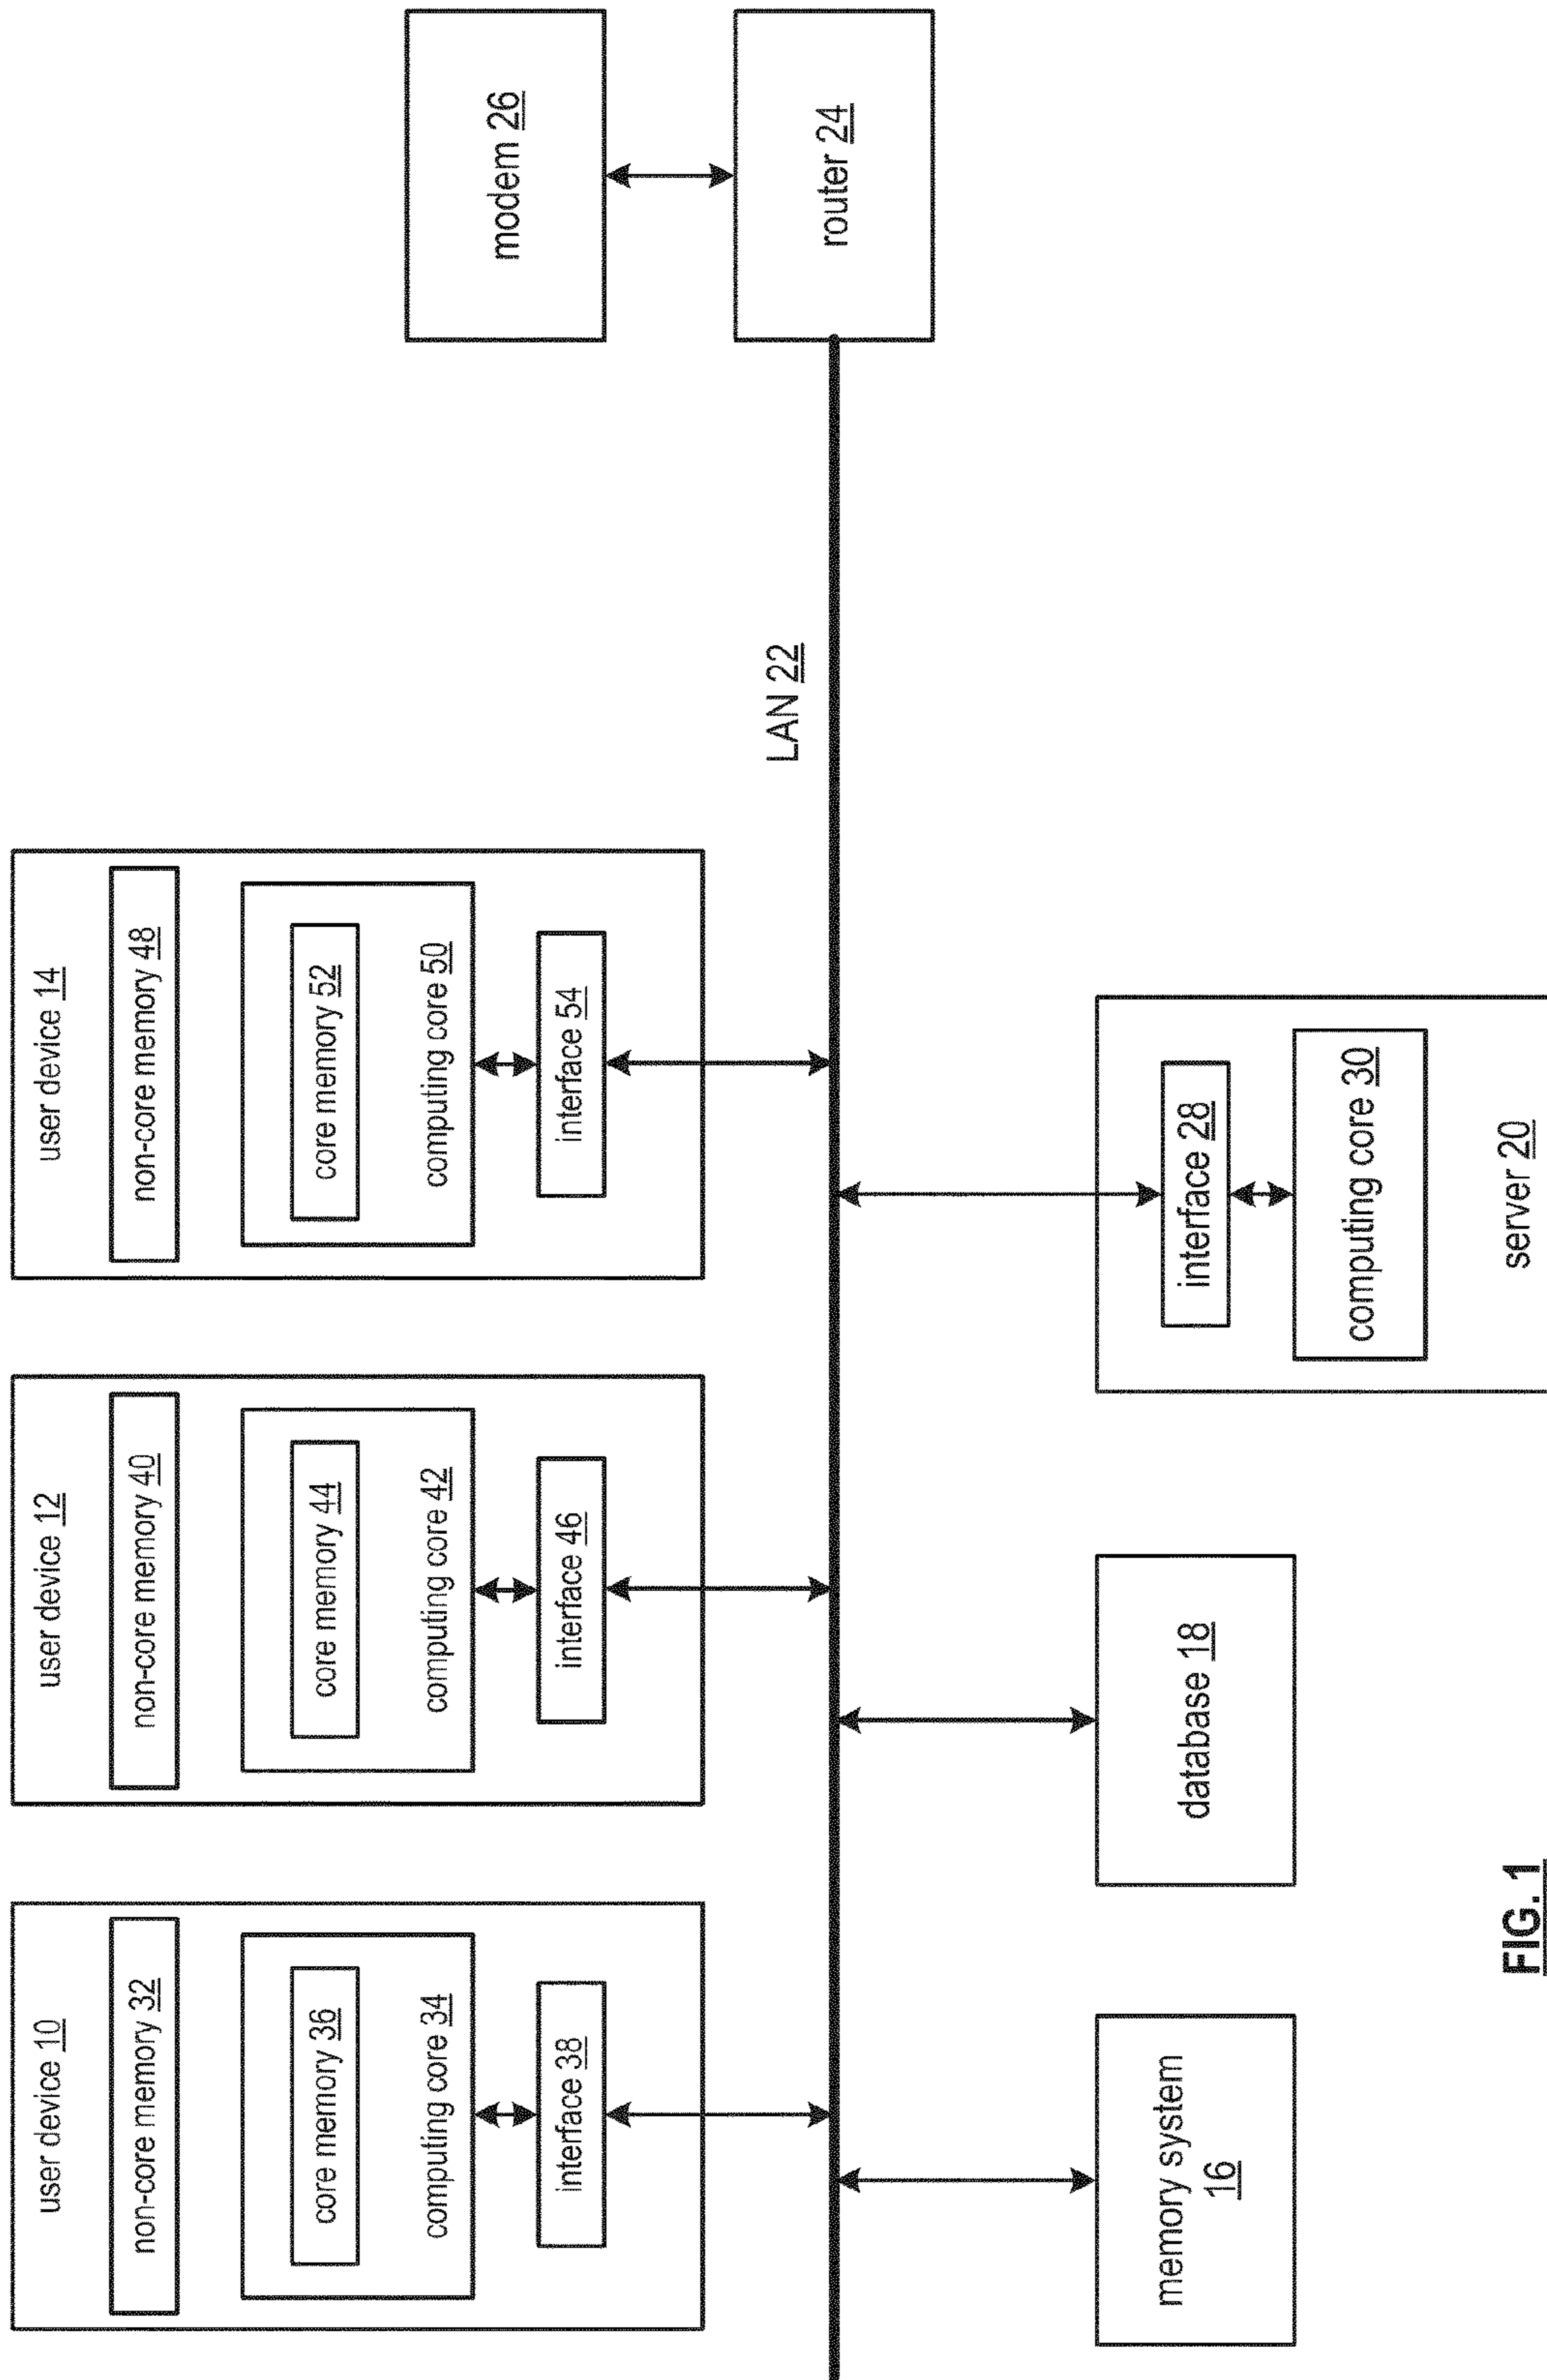 user device 10
non-core memory 32
core memory 36
computing core 34
interface 38
user device 12
non-core memory 40
core memory 44
computing core 42
interface 46
user device 14
non-core memory 48
core memory 52
computing core 50
interface 54
modem 26
router 24
LAN 22
memory system
16
database 18
interface 28
computing core 30
server 20
FIG. 1